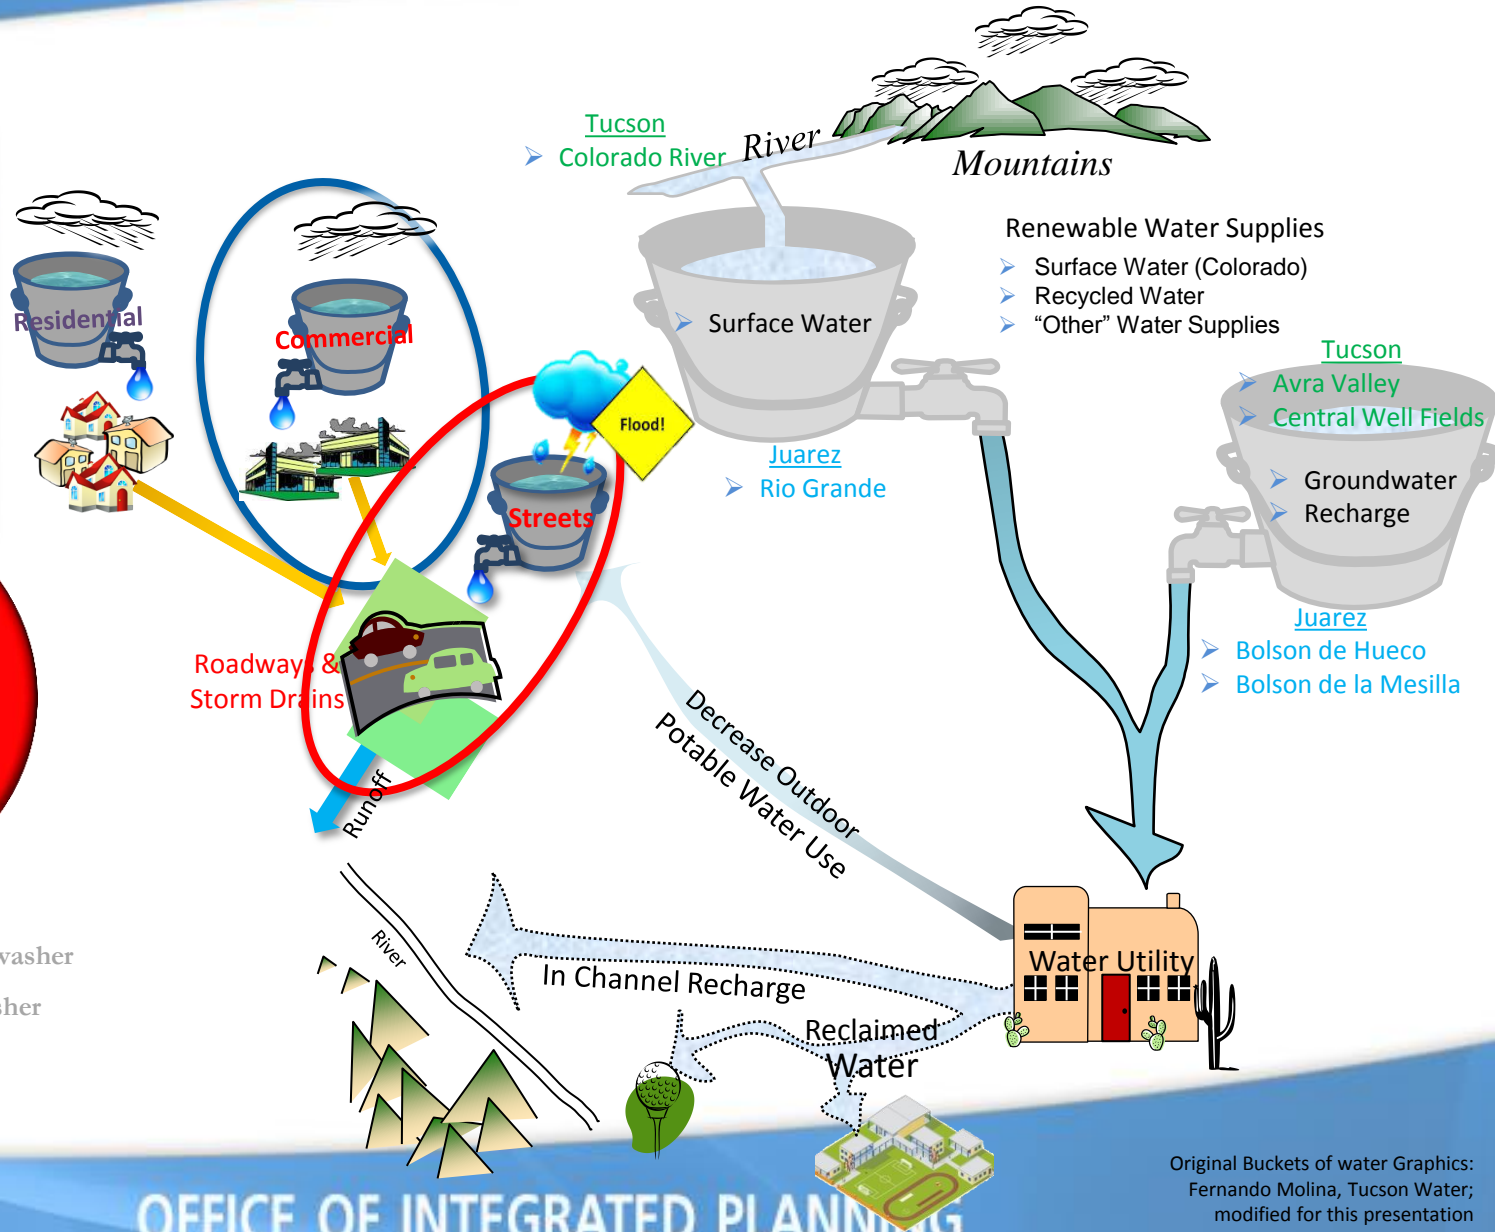 Tucson
Colorado River
River
Mountains
Renewable Water Supplies
Surface Water (Colorado)
Recycled Water
“Other” Water Supplies
Residential
Commercial
Surface Water
Tucson
Avra Valley
Central Well Fields
Flood!
Juarez
Rio Grande
Groundwater
Recharge
Streets
Juarez
Bolson de Hueco
Bolson de la Mesilla
Roadways &
Storm Drains
Decrease Outdoor
Potable Water Use
Runoff
River
In Channel Recharge
Water Utility
Reclaimed
Water
washer
sher
Original Buckets of water Graphics:
Fernando Molina, Tucson Water;
modified for this presentation
OFFICE OF INTEGRATED PLANNING